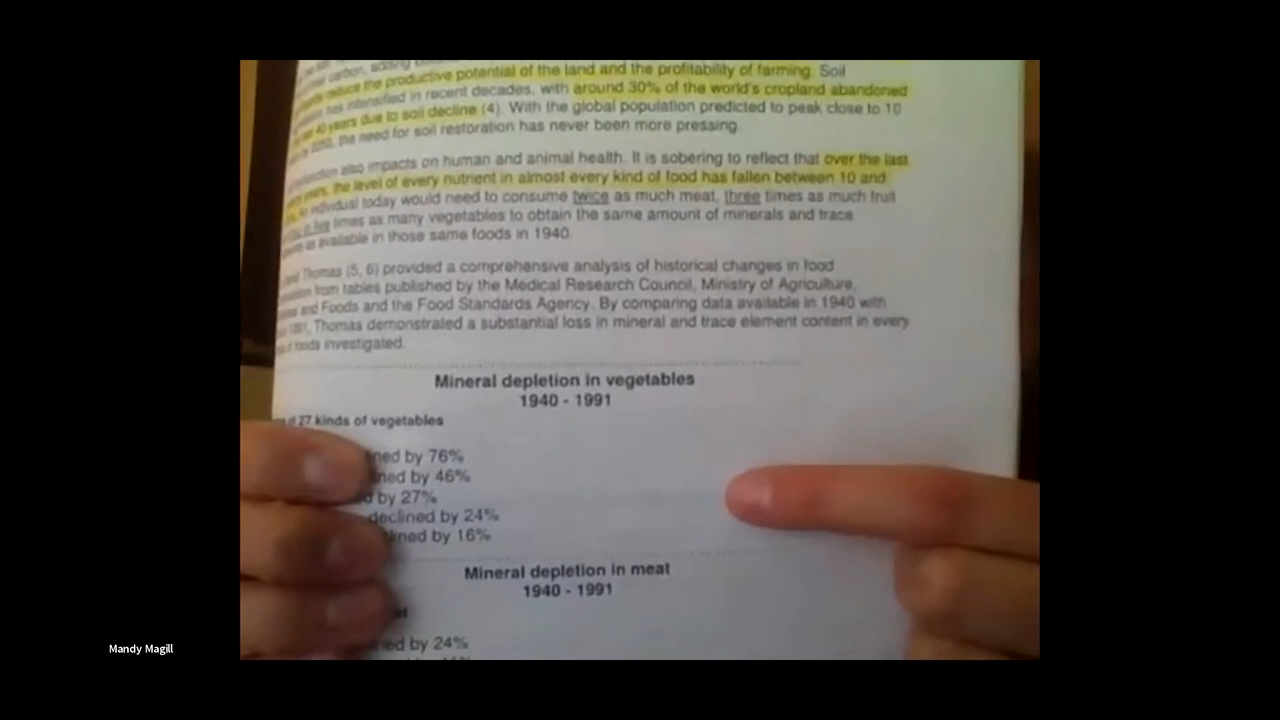 carbon, adding
reduce the productive potential of the land and the profitability of farming. Soil
has intensified in recent decades, with around 30% of the world's cropland abandoned
40 years due to soil decline (4). With the global population predicted to peak close to 10
2050, the need for soil restoration has never been more pressing.
also impacts on human and animal health. It is sobering to reflect that over the last
years, the level of every nutrient in almost every kind of food has fallen between 10 and
individual today would need to consume twice as much meat, three times as much fruit
to five times as many vegetables to obtain the same amount of minerals and trace
as available in those same foods in 1940.
Thomas (5, 6) provided a comprehensive analysis of historical changes in food
from tables published by the Medical Research Council, Ministry of Agriculture,
and Foods and the Food Standards Agency. By comparing data available in 1940 with
1991, Thomas demonstrated a substantial loss in mineral and trace element content in every
foods investigated.
Mineral depletion in vegetables
1940 - 1991
of 27 kinds of vegetables
by 76%
by 46%
by 27%
declined by 24%
by 16%
Mineral depletion in meat
1940 - 1991
by 24%
Mandy Magill